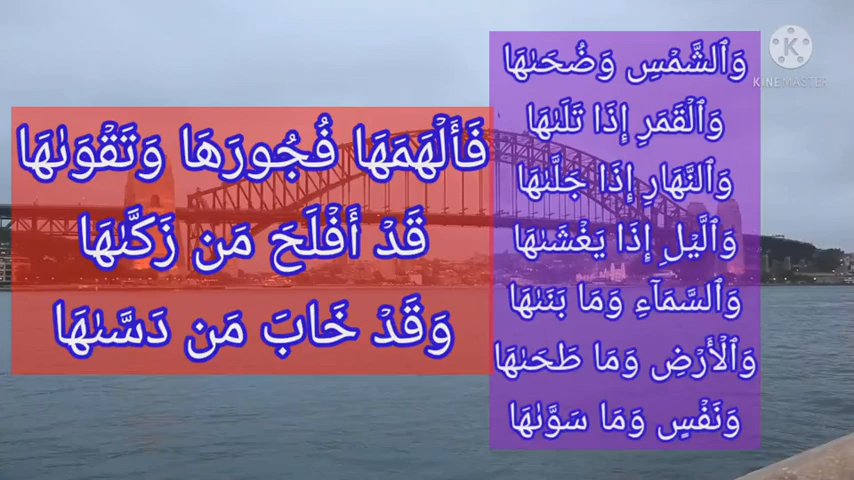 وَٱلشَّمۡسِ وَضُحَىٰهَا
وَٱلۡقَمَرِ إِذَا تَلَىٰهَا
وَٱلنَّهَارِ إِذَا جَلَّىٰهَا
وَٱلَّيۡلِ إِذَا يَغۡشَىٰهَا
وَٱلسَّمَآءِ وَمَا بَنَىٰهَا
وَٱلۡأَرۡضِ وَمَا طَحَىٰهَا
وَنَفۡسٖ وَمَا سَوَّىٰهَا
فَأَلۡهَمَهَا فُجُورَهَا وَتَقۡوَىٰهَا
قَدۡ أَفۡلَحَ مَن زَكَّىٰهَا
وَقَدۡ خَابَ مَن دَسَّىٰهَا
K
KINEMASTER